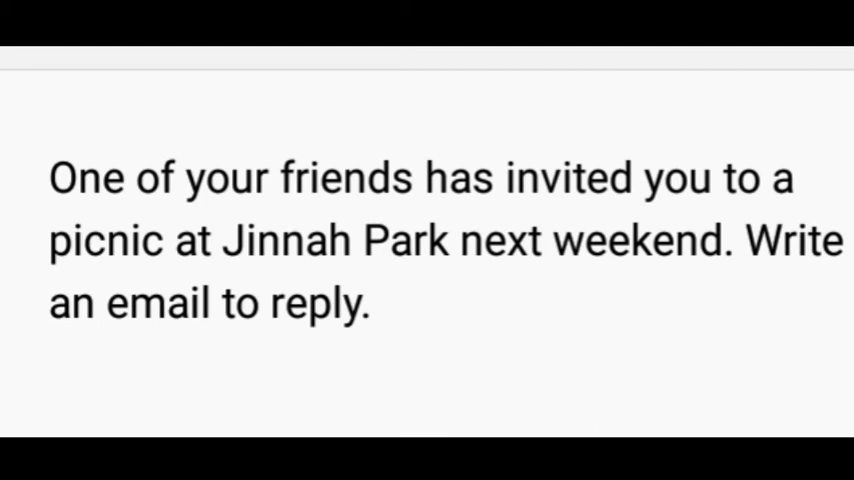 One of your friends has invited you to a
picnic at Jinnah Park next weekend. Write
an email to reply.